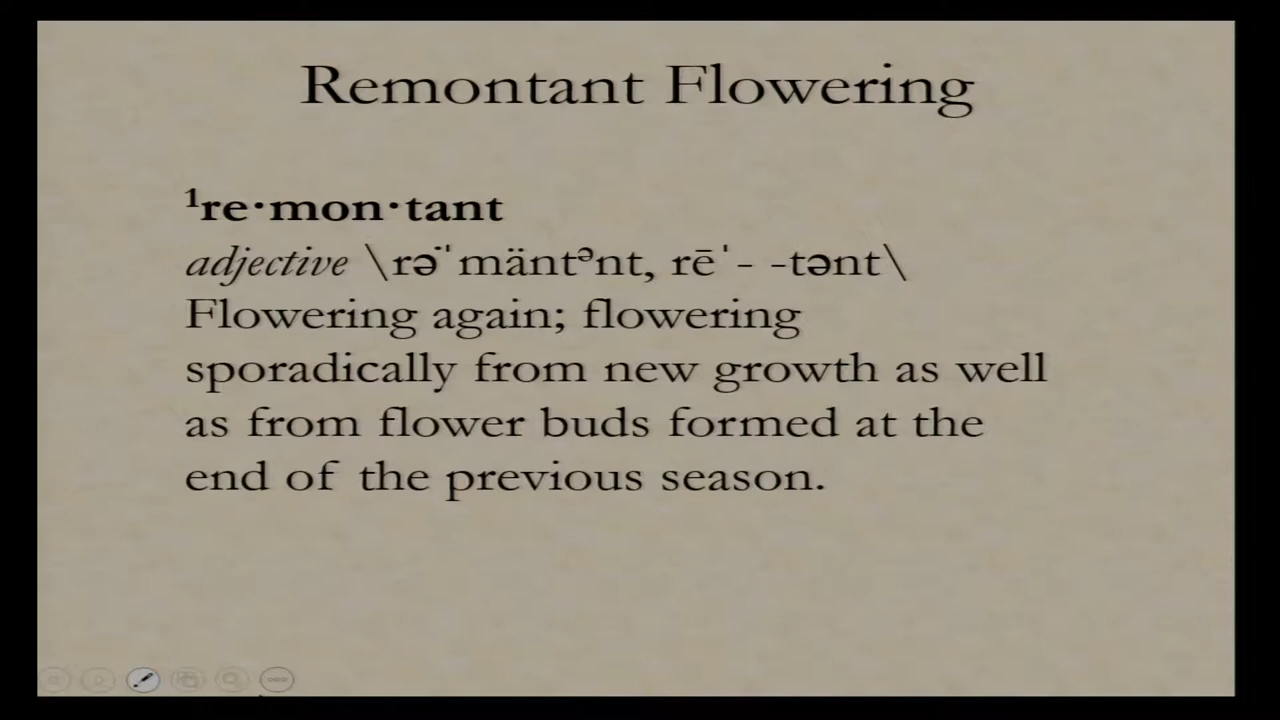 Remontant Flowering
¹re·mon·tant
adjective \rə̇ˈmäntᵊnt, rēˈ- -tənt\
Flowering again; flowering
sporadically from new growth as well
as from flower buds formed at the
end of the previous season.